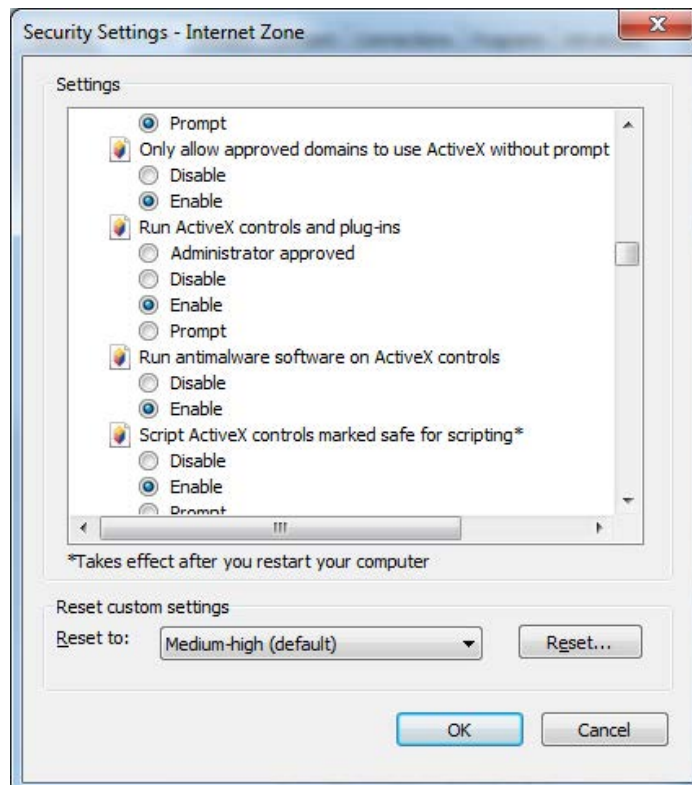 Security Settings - Internet Zone
Settings
Prompt
Only allow approved domains to use ActiveX without prompt
Disable
Enable
Run ActiveX controls and plug-ins
Administrator approved
Disable
Enable
Prompt
Run antimalware software on ActiveX controls
Disable
Enable
Script ActiveX controls marked safe for scripting*
Disable
Enable
Prompt
*Takes effect after you restart your computer
Reset custom settings
Reset to: Medium-high (default) Reset...
OK Cancel